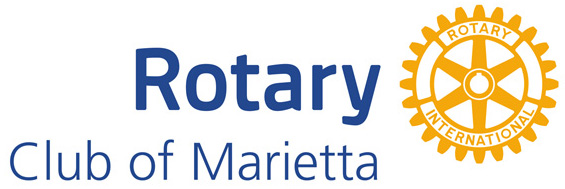 Rotary
Club of Marietta
ROTARY
INTERNATIONAL